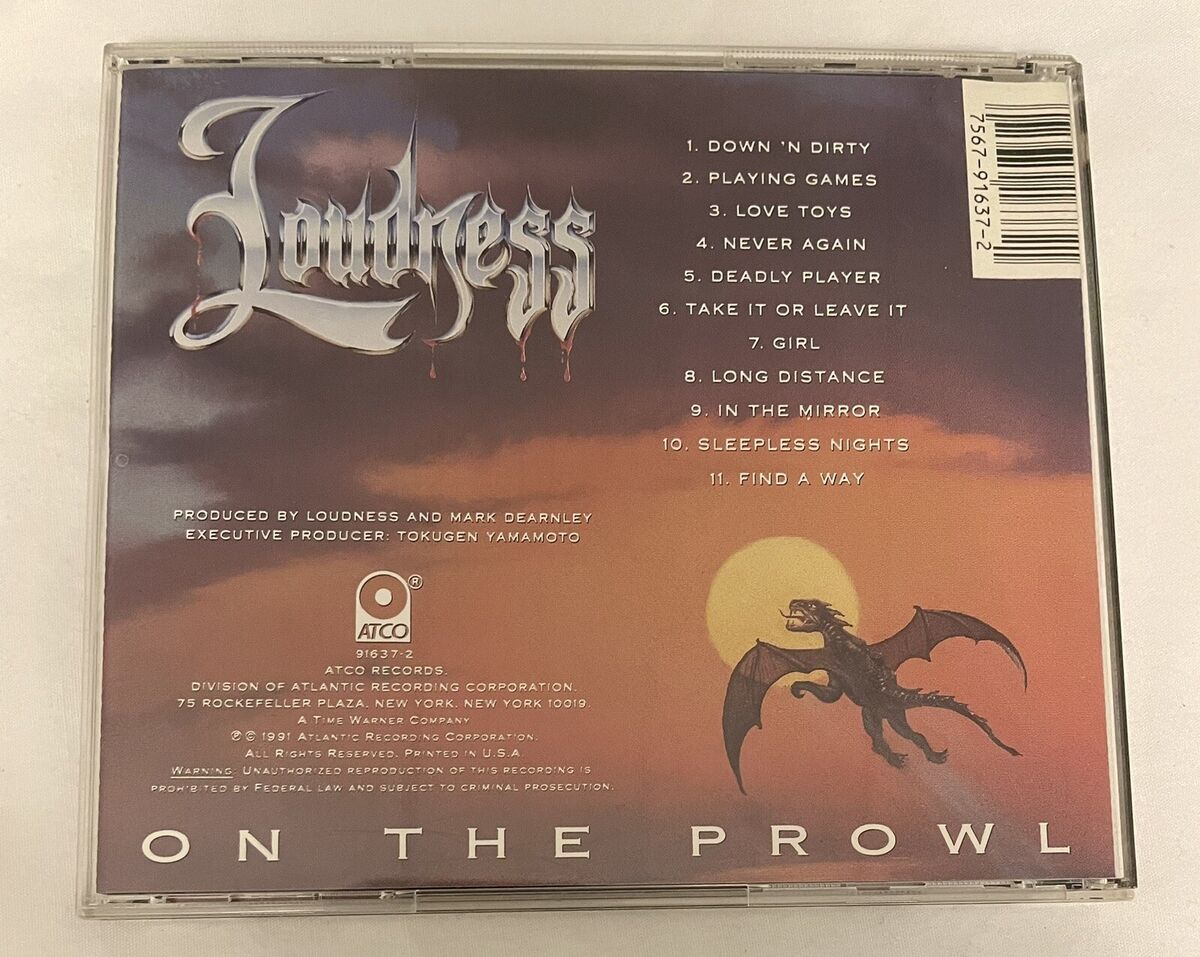 Loudness
1. DOWN 'N DIRTY
2. PLAYING GAMES
3. LOVE TOYS
4. NEVER AGAIN
5. DEADLY PLAYER
6. TAKE IT OR LEAVE IT
7. GIRL
8. LONG DISTANCE
9. IN THE MIRROR
10. SLEEPLESS NIGHTS
11. FIND A WAY
7567-91637-2
PRODUCED BY LOUDNESS AND MARK DEARNLEY
EXECUTIVE PRODUCER: TOKUGEN YAMAMOTO
ATCO®
91637-2
ATCO RECORDS.
DIVISION OF ATLANTIC RECORDING CORPORATION.
75 ROCKEFELLER PLAZA. NEW YORK. NEW YORK 10019.
A TIME WARNER COMPANY
℗ © 1991 ATLANTIC RECORDING CORPORATION.
ALL RIGHTS RESERVED. PRINTED IN U.S.A.
WARNING: UNAUTHORIZED REPRODUCTION OF THIS RECORDING IS
PROHIBITED BY FEDERAL LAW AND SUBJECT TO CRIMINAL PROSECUTION.
ON THE PROWL